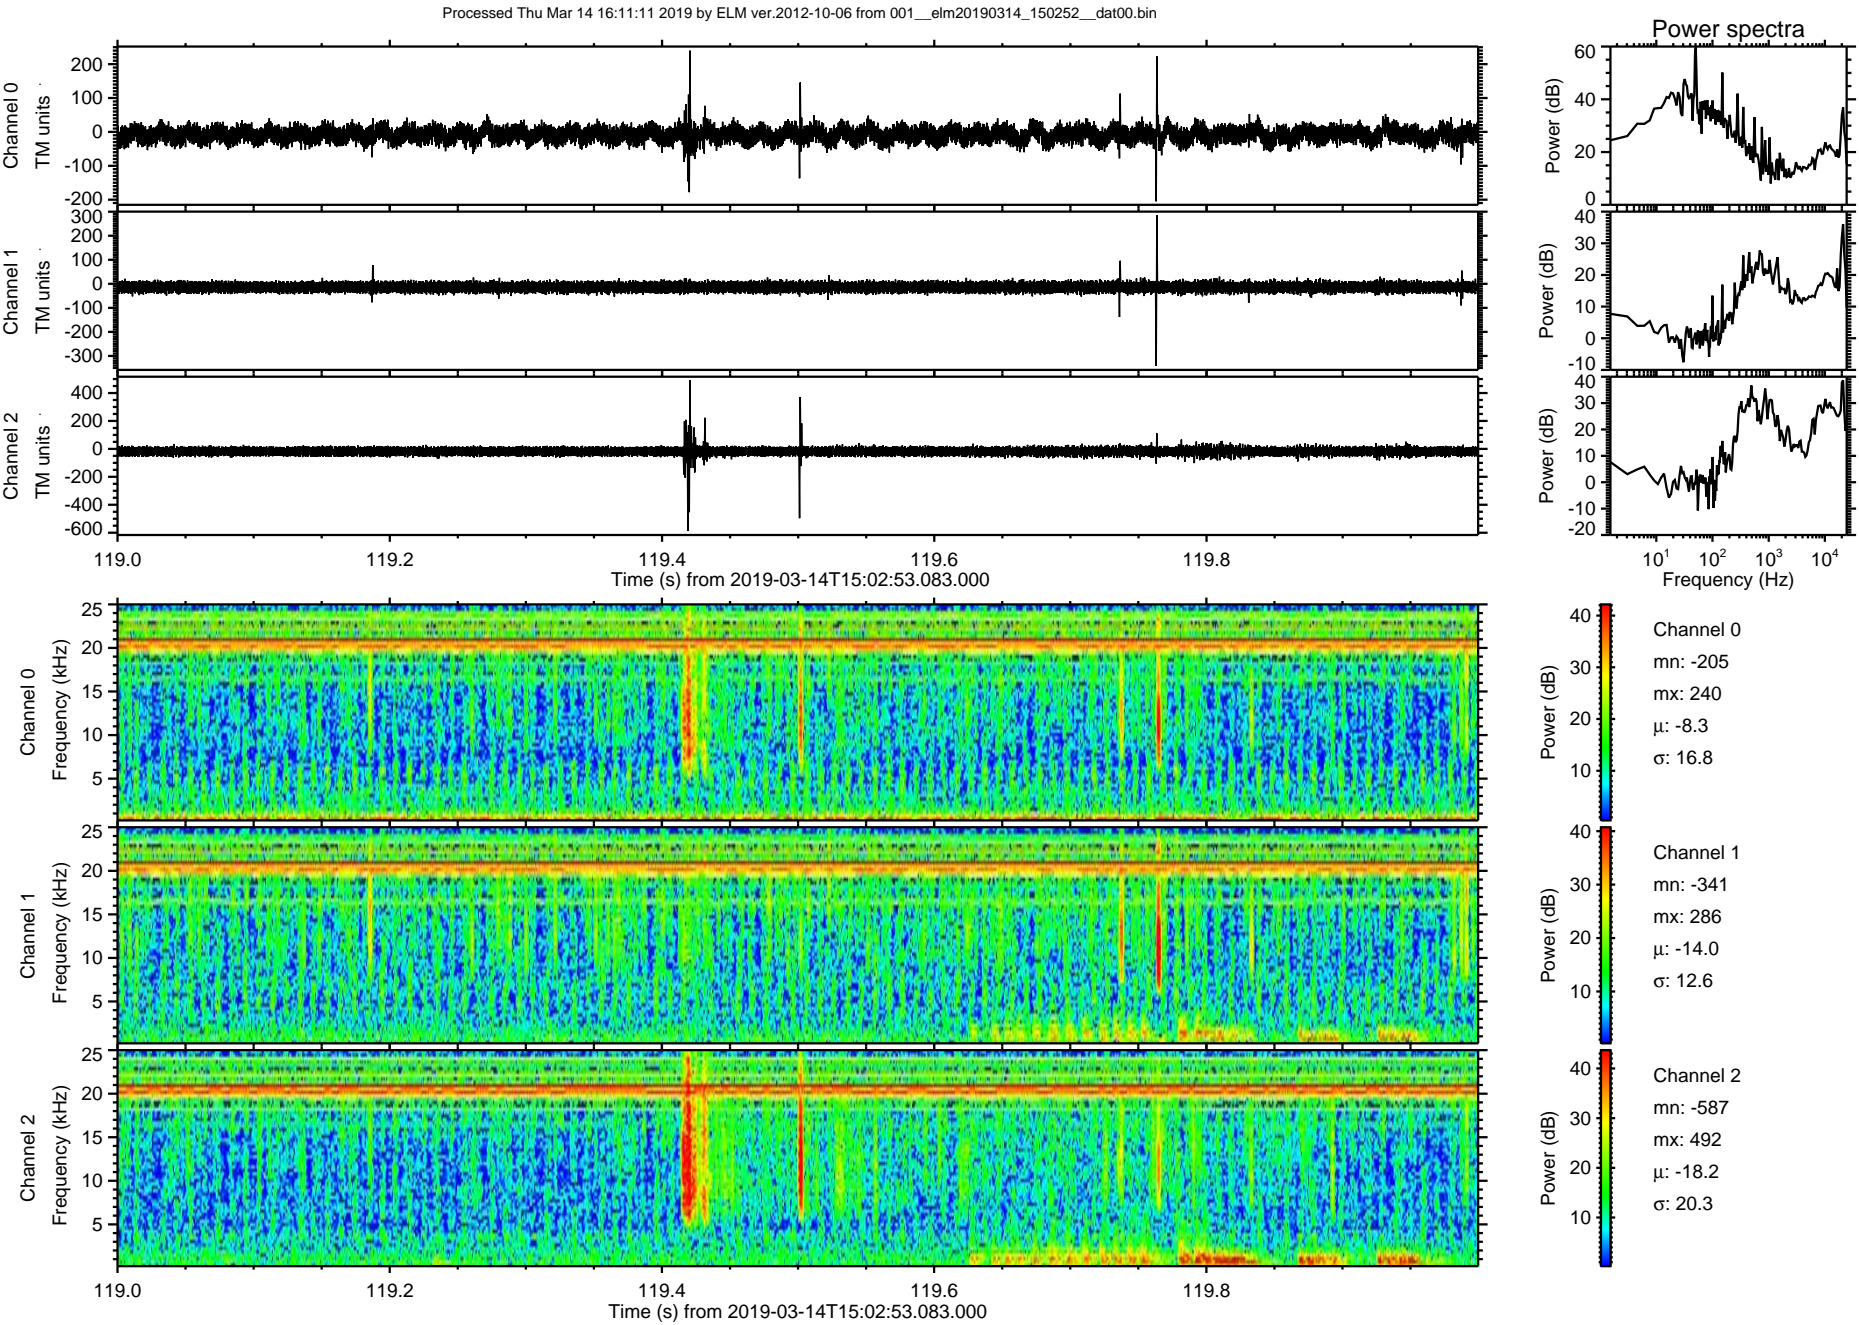 Processed Thu Mar 14 16:11:11 2019 by ELM ver.2012-10-06 from 001__elm20190314_150252__dat00.bin
Power spectra
Channel 0
TM units
200
100
0
-100
-200
Power (dB)
60
40
20
0
Channel 1
TM units
300
200
100
0
-100
-200
-300
Power (dB)
40
30
20
10
0
-10
Channel 2
TM units
400
200
0
-200
-400
-600
Power (dB)
40
30
20
10
0
-10
-20
119.0 119.2 119.4 119.6 119.8
Time (s) from 2019-03-14T15:02:53.083.000
10^1 10^2 10^3 10^4
Frequency (Hz)
Channel 0
Frequency (kHz)
25
20
15
10
5
Power (dB)
40
30
20
10
Channel 0
mn: -205
mx: 240
µ: -8.3
σ: 16.8
Channel 1
Frequency (kHz)
25
20
15
10
5
Power (dB)
40
30
20
10
Channel 1
mn: -341
mx: 286
µ: -14.0
σ: 12.6
Channel 2
Frequency (kHz)
25
20
15
10
5
Power (dB)
40
30
20
10
Channel 2
mn: -587
mx: 492
µ: -18.2
σ: 20.3
119.0 119.2 119.4 119.6 119.8
Time (s) from 2019-03-14T15:02:53.083.000